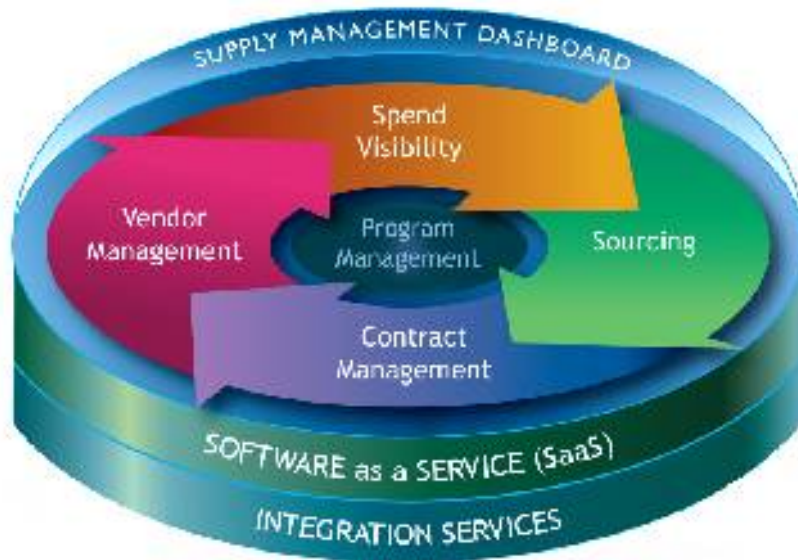 SUPPLY MANAGEMENT DASHBOARD
Spend
Visibility
Vendor
Management
Program
Management
Sourcing
Contract
Management
SOFTWARE as a SERVICE (SaaS)
INTEGRATION SERVICES